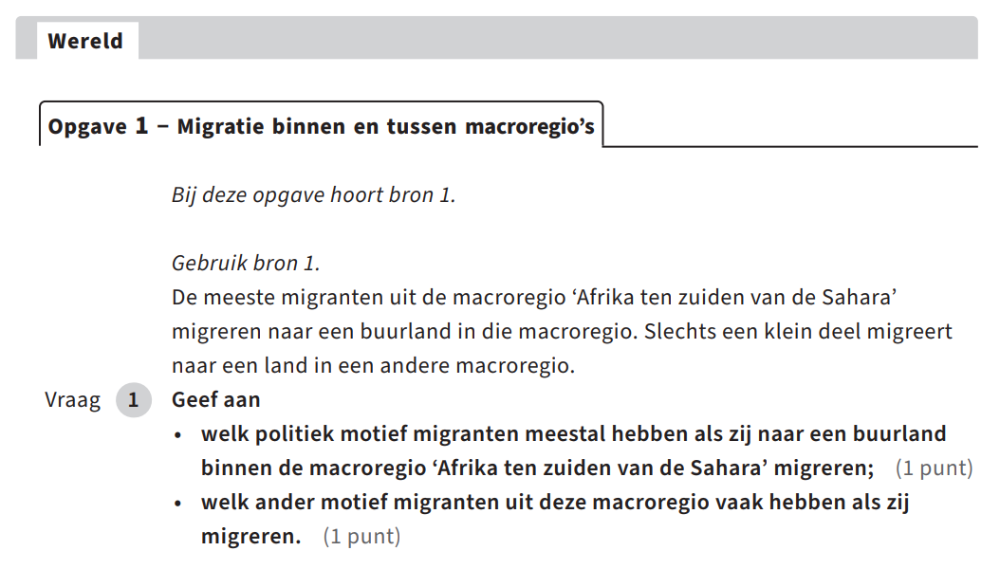 Wereld
Opgave 1 – Migratie binnen en tussen macroregio’s
Bij deze opgave hoort bron 1.
Gebruik bron 1.
De meeste migranten uit de macroregio ‘Afrika ten zuiden van de Sahara’
migreren naar een buurland in die macroregio. Slechts een klein deel migreert
naar een land in een andere macroregio.
Vraag 1 Geef aan
• welk politiek motief migranten meestal hebben als zij naar een buurland
binnen de macroregio ‘Afrika ten zuiden van de Sahara’ migreren; (1 punt)
• welk ander motief migranten uit deze macroregio vaak hebben als zij
migreren. (1 punt)